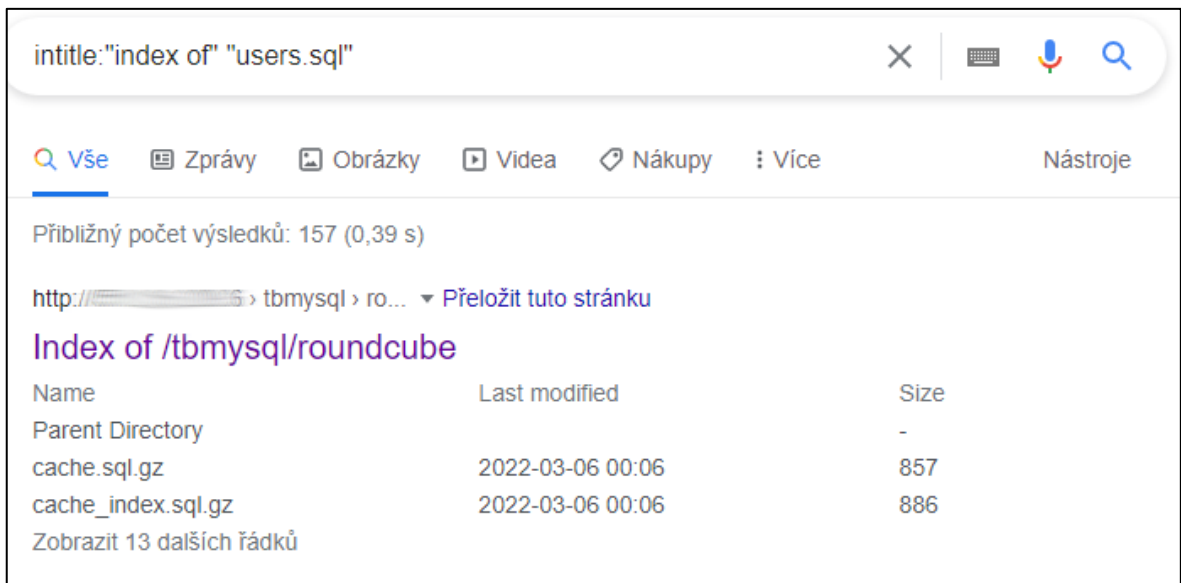 intitle:"index of" "users.sql"
Vše Zprávy Obrázky Videa Nákupy Více Nástroje
Přibližný počet výsledků: 157 (0,39 s)
http:// › tbmysql › ro... Přeložit tuto stránku
Index of /tbmysql/roundcube
Name Last modified Size
Parent Directory -
cache.sql.gz 2022-03-06 00:06 857
cache_index.sql.gz 2022-03-06 00:06 886
Zobrazit 13 dalších řádků